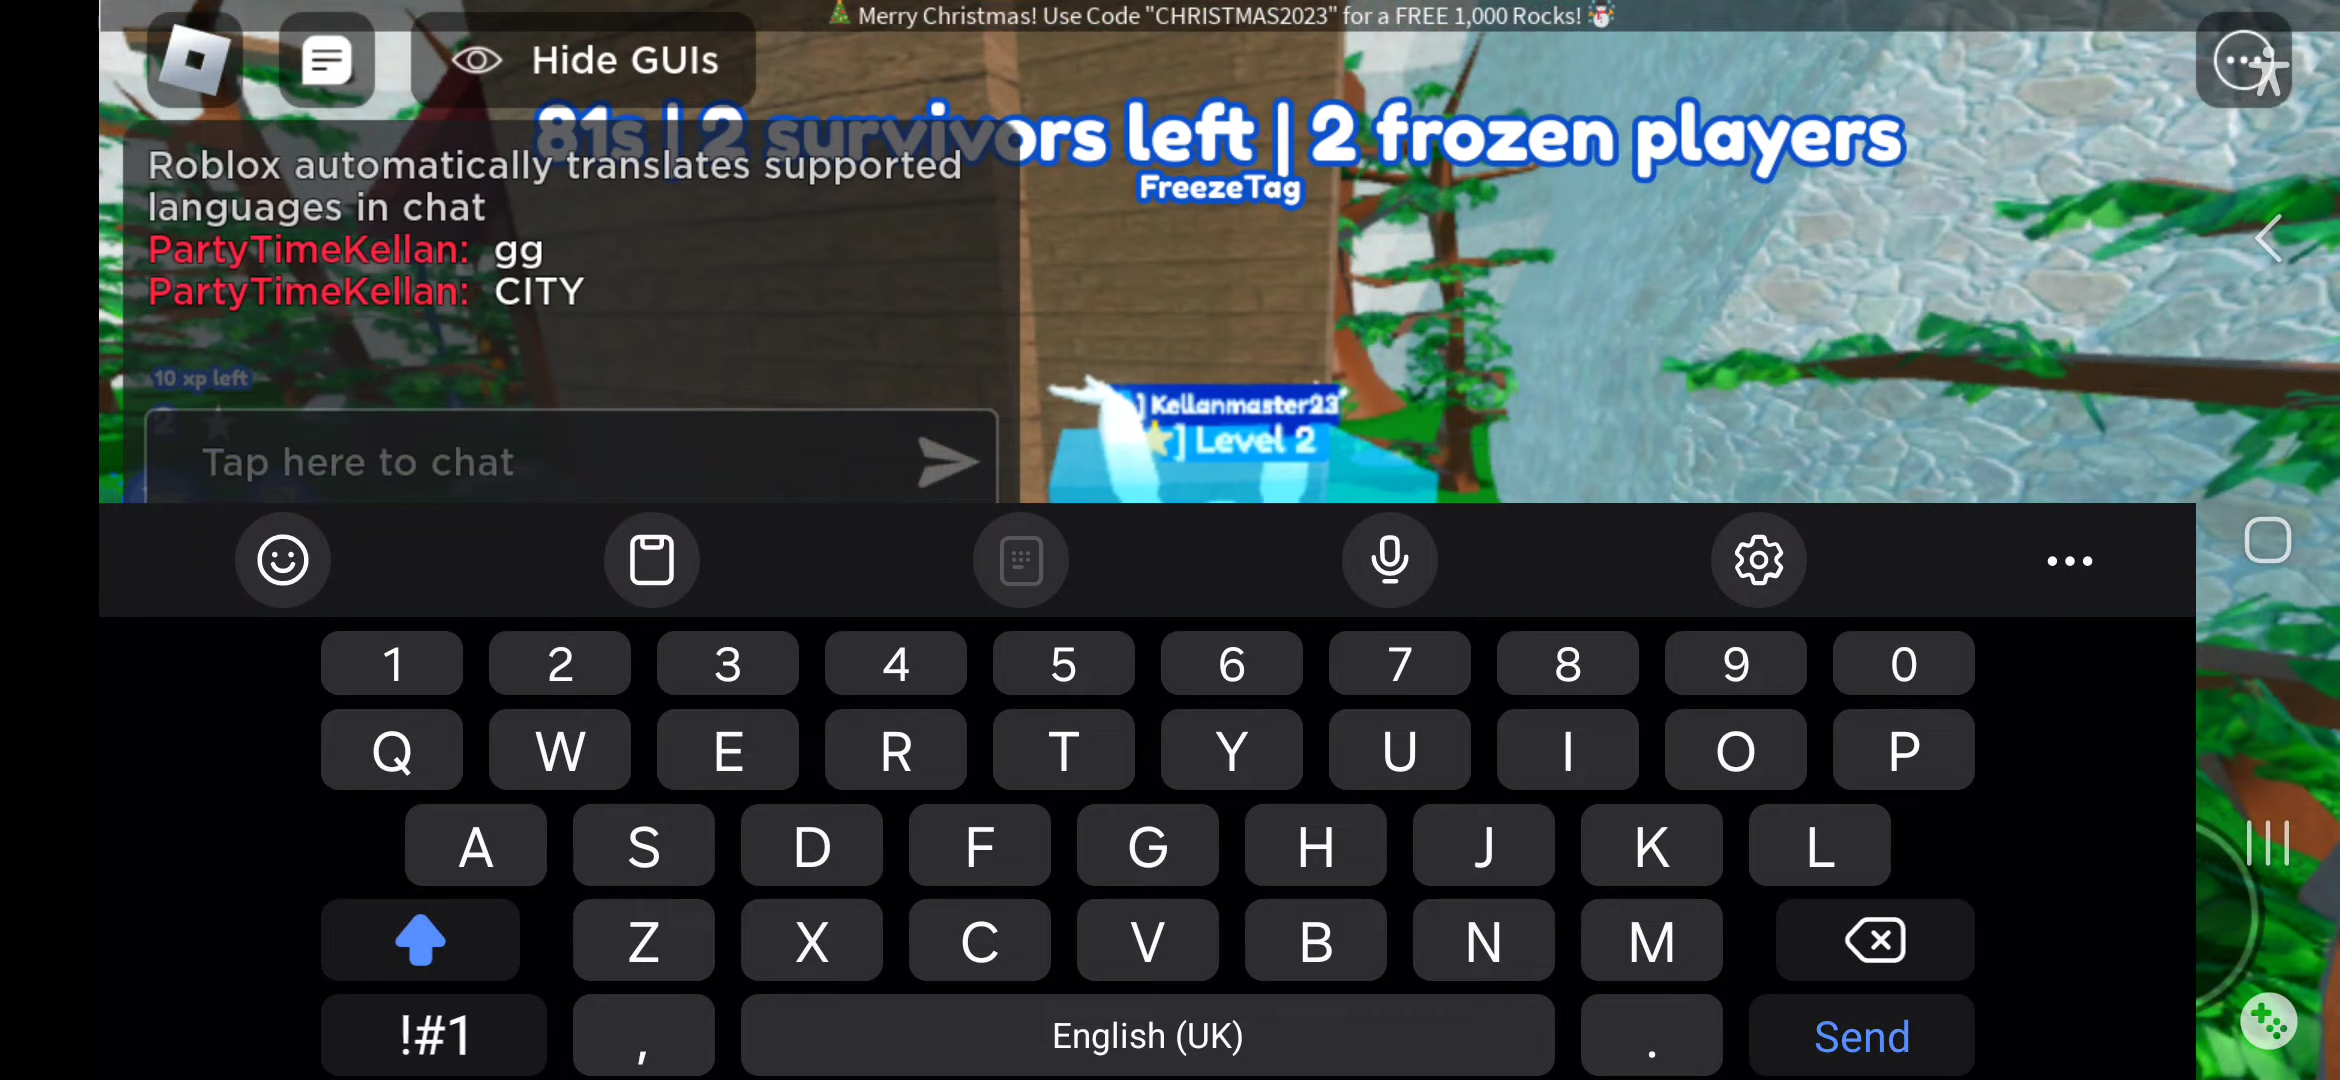 🎄 Merry Christmas! Use Code "CHRISTMAS2023" for a FREE 1,000 Rocks! ⛄
Hide GUIs
81s | 2 survivors left | 2 frozen players
FreezeTag
Roblox automatically translates supported
languages in chat
PartyTimeKellan: gg
PartyTimeKellan: CITY
10 xp left
2
Tap here to chat
] Kellanmaster23
⭐] Level 2
1 2 3 4 5 6 7 8 9 0
Q W E R T Y U I O P
A S D F G H J K L
Z X C V B N M
!#1 , English (UK) . Send